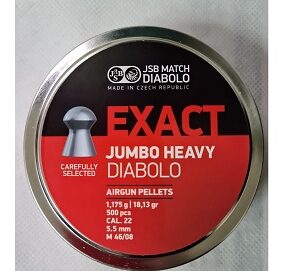 JSB
JSB MATCH
DIABOLO
MADE IN CZECH REPUBLIC
EXACT
JUMBO HEAVY
DIABOLO
CAREFULLY
SELECTED
AIRGUN PELLETS
1,175 g | 18,13 gr
500 pcs
CAL. 22
5.5 mm
M 46/08